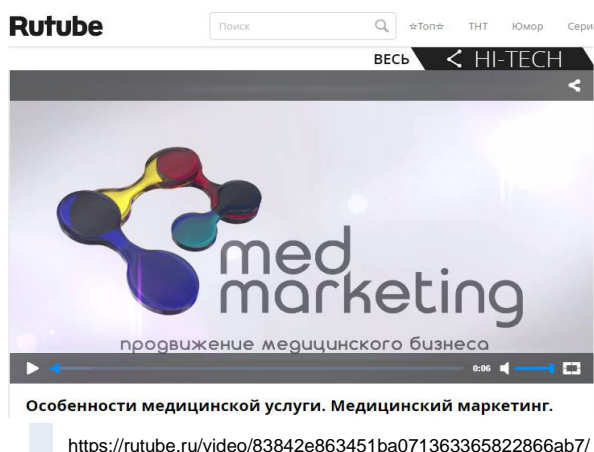 Rutube
Поиск
☆Топ☆ ТНТ Юмор Сери
ВЕСЬ HI-TECH
med
marketing
продвижение медицинского бизнеса
0:06
Особенности медицинской услуги. Медицинский маркетинг.
https://rutube.ru/video/83842e863451ba071363365822866ab7/